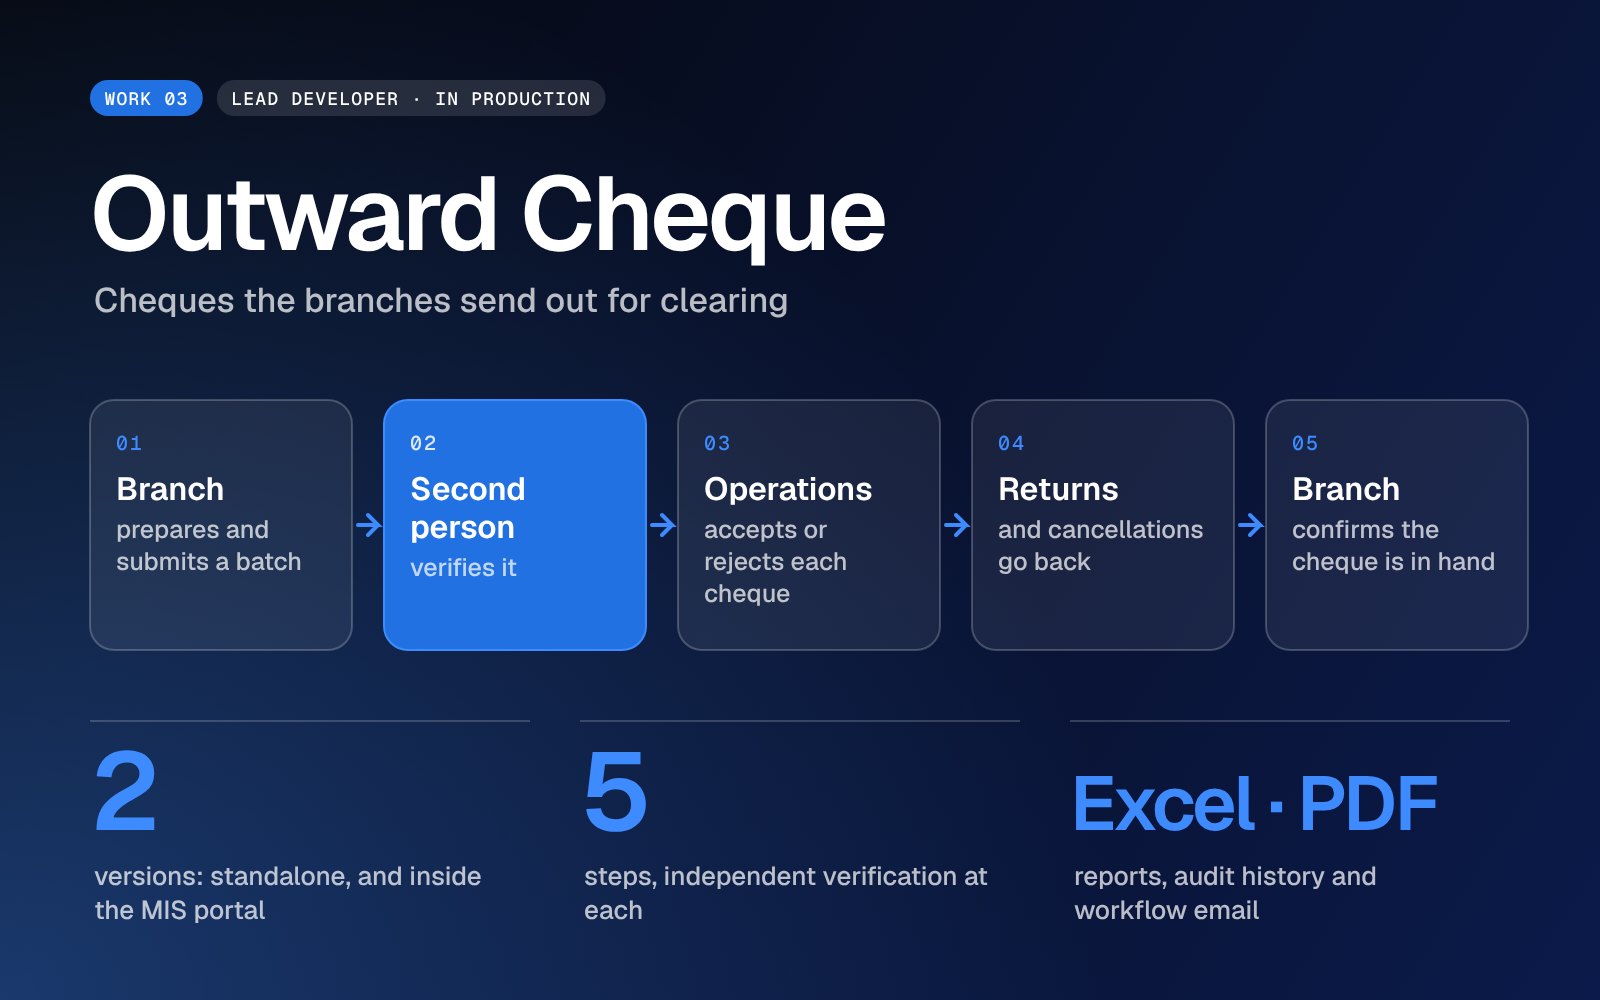 WORK 03
LEAD DEVELOPER · IN PRODUCTION
Outward Cheque
Cheques the branches send out for clearing
01
Branch
prepares and
submits a batch
02
Second
person
verifies it
03
Operations
accepts or
rejects each
cheque
04
Returns
and cancellations
go back
05
Branch
confirms the
cheque is in hand
2
versions: standalone, and inside
the MIS portal
5
steps, independent verification at
each
Excel · PDF
reports, audit history and
workflow email